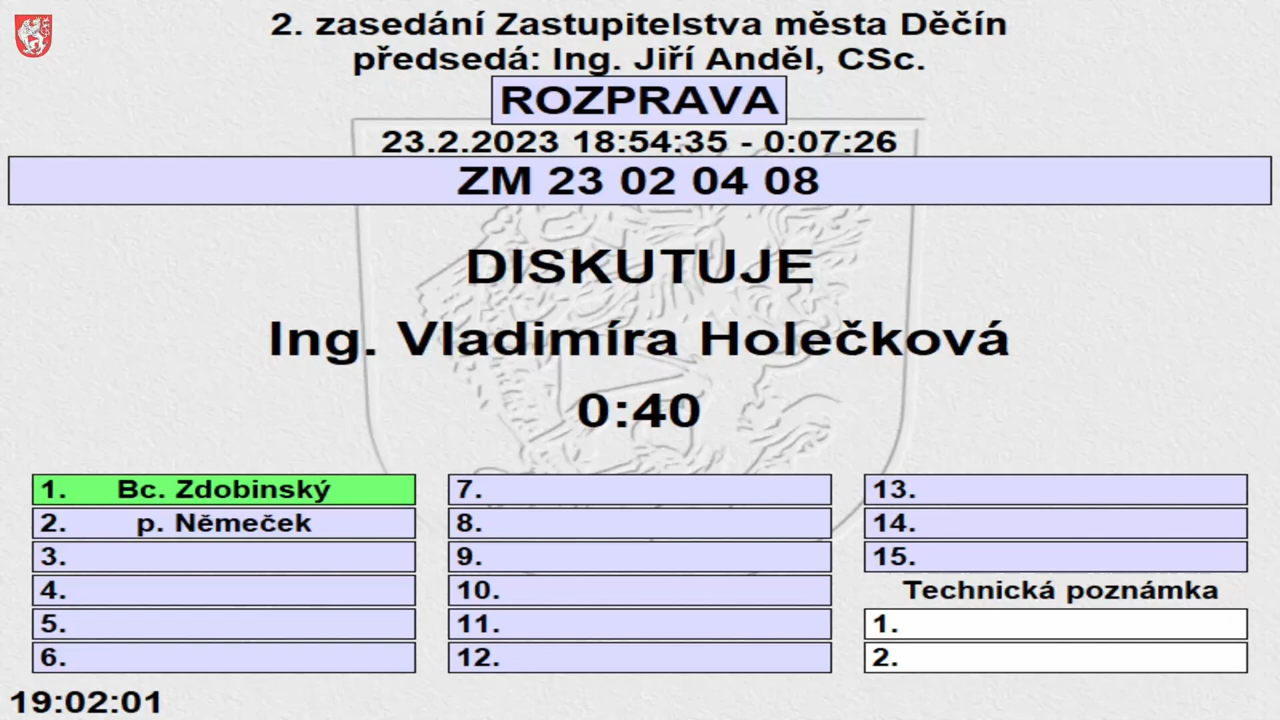 2. zasedání Zastupitelstva města Děčín
předsedá: Ing. Jiří Anděl, CSc.
ROZPRAVA
23.2.2023 18:54:35 - 0:07:26
ZM 23 02 04 08
DISKUTUJE
Ing. Vladimíra Holečková
0:40
1. Bc. Zdobinský
2. p. Němeček
3.
4.
5.
6.
7.
8.
9.
10.
11.
12.
13.
14.
15.
Technická poznámka
1.
2.
19:02:01